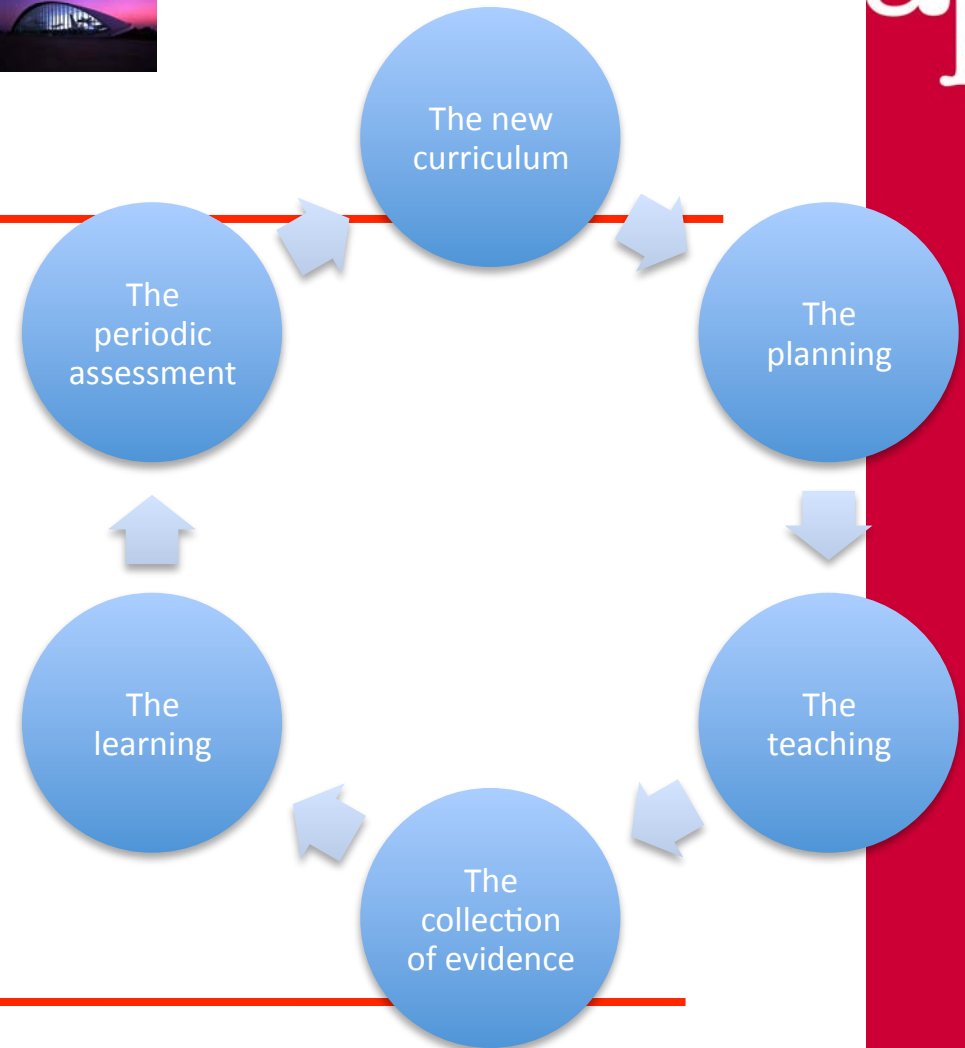 The new
curriculum
The
planning
The
teaching
The
collection
of evidence
The
learning
The
periodic
assessment